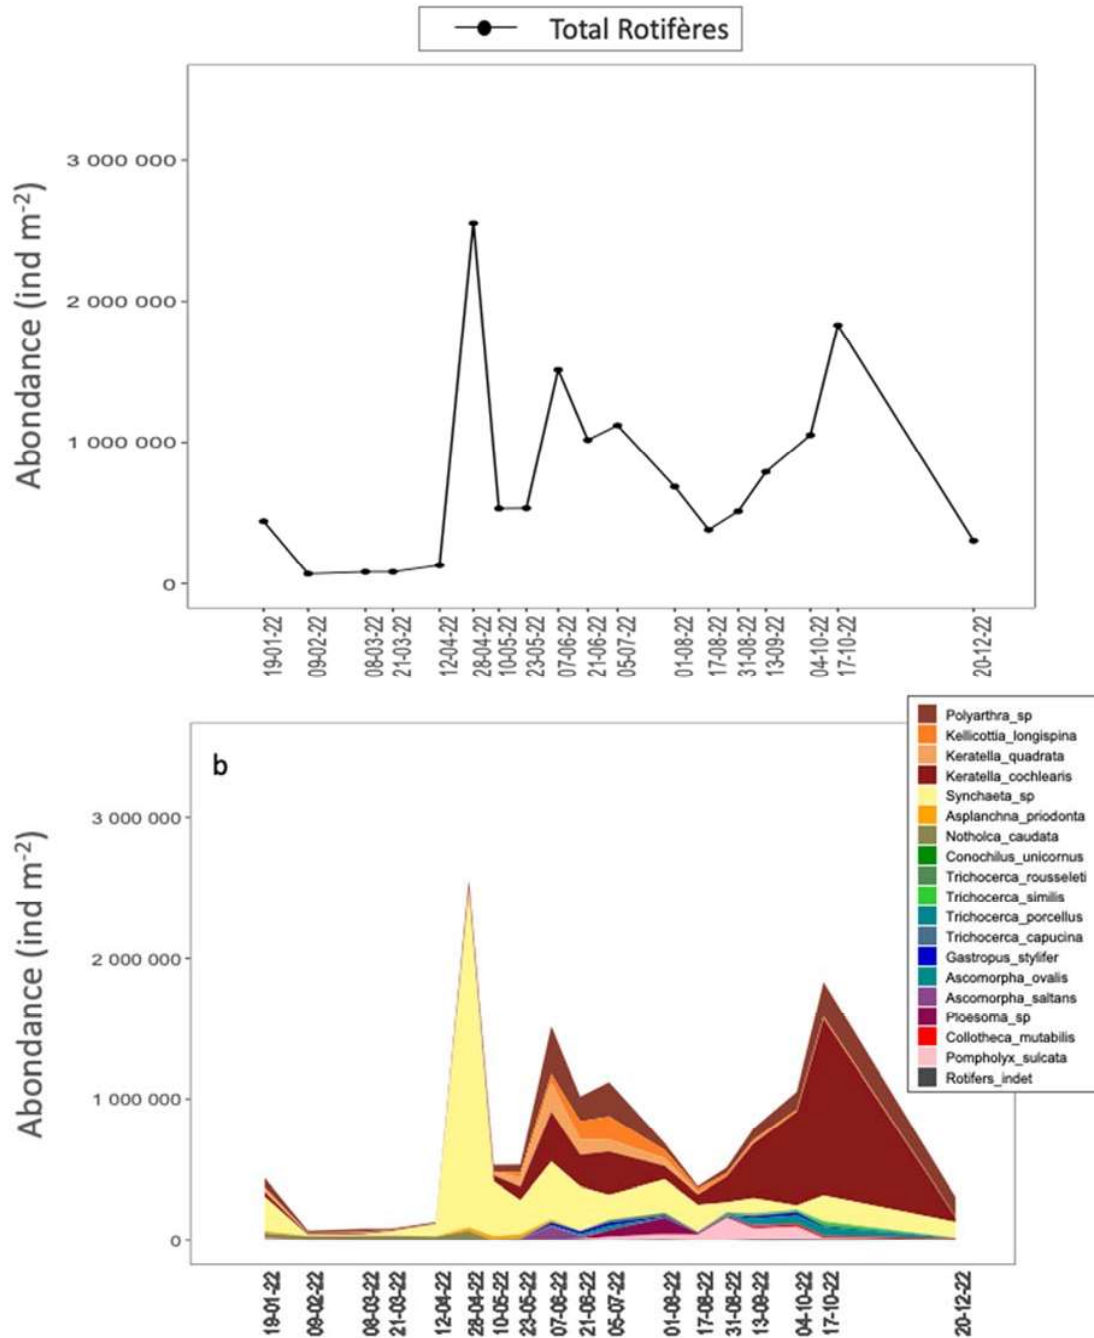 Total Rotifères
Abondance (ind m⁻²)
3 000 000
2 000 000
1 000 000
0
19-01-22
09-02-22
08-03-22
21-03-22
12-04-22
28-04-22
10-05-22
23-05-22
07-06-22
21-06-22
05-07-22
01-08-22
17-08-22
31-08-22
13-09-22
04-10-22
17-10-22
20-12-22
b
Abondance (ind m⁻²)
3 000 000
2 000 000
1 000 000
0
Polyarthra_sp
Kellicottia_longispina
Keratella_quadrata
Keratella_cochlearis
Synchaeta_sp
Asplanchna_priodonta
Notholca_caudata
Conochilus_unicornus
Trichocerca_rousseleti
Trichocerca_similis
Trichocerca_porcellus
Trichocerca_capucina
Gastropus_stylifer
Ascomorpha_ovalis
Ascomorpha_saltans
Ploesoma_sp
Collotheca_mutabilis
Pompholyx_sulcata
Rotifers_indet
19-01-22
09-02-22
08-03-22
21-03-22
12-04-22
28-04-22
10-05-22
23-05-22
07-06-22
21-06-22
05-07-22
01-08-22
17-08-22
31-08-22
13-09-22
04-10-22
17-10-22
20-12-22